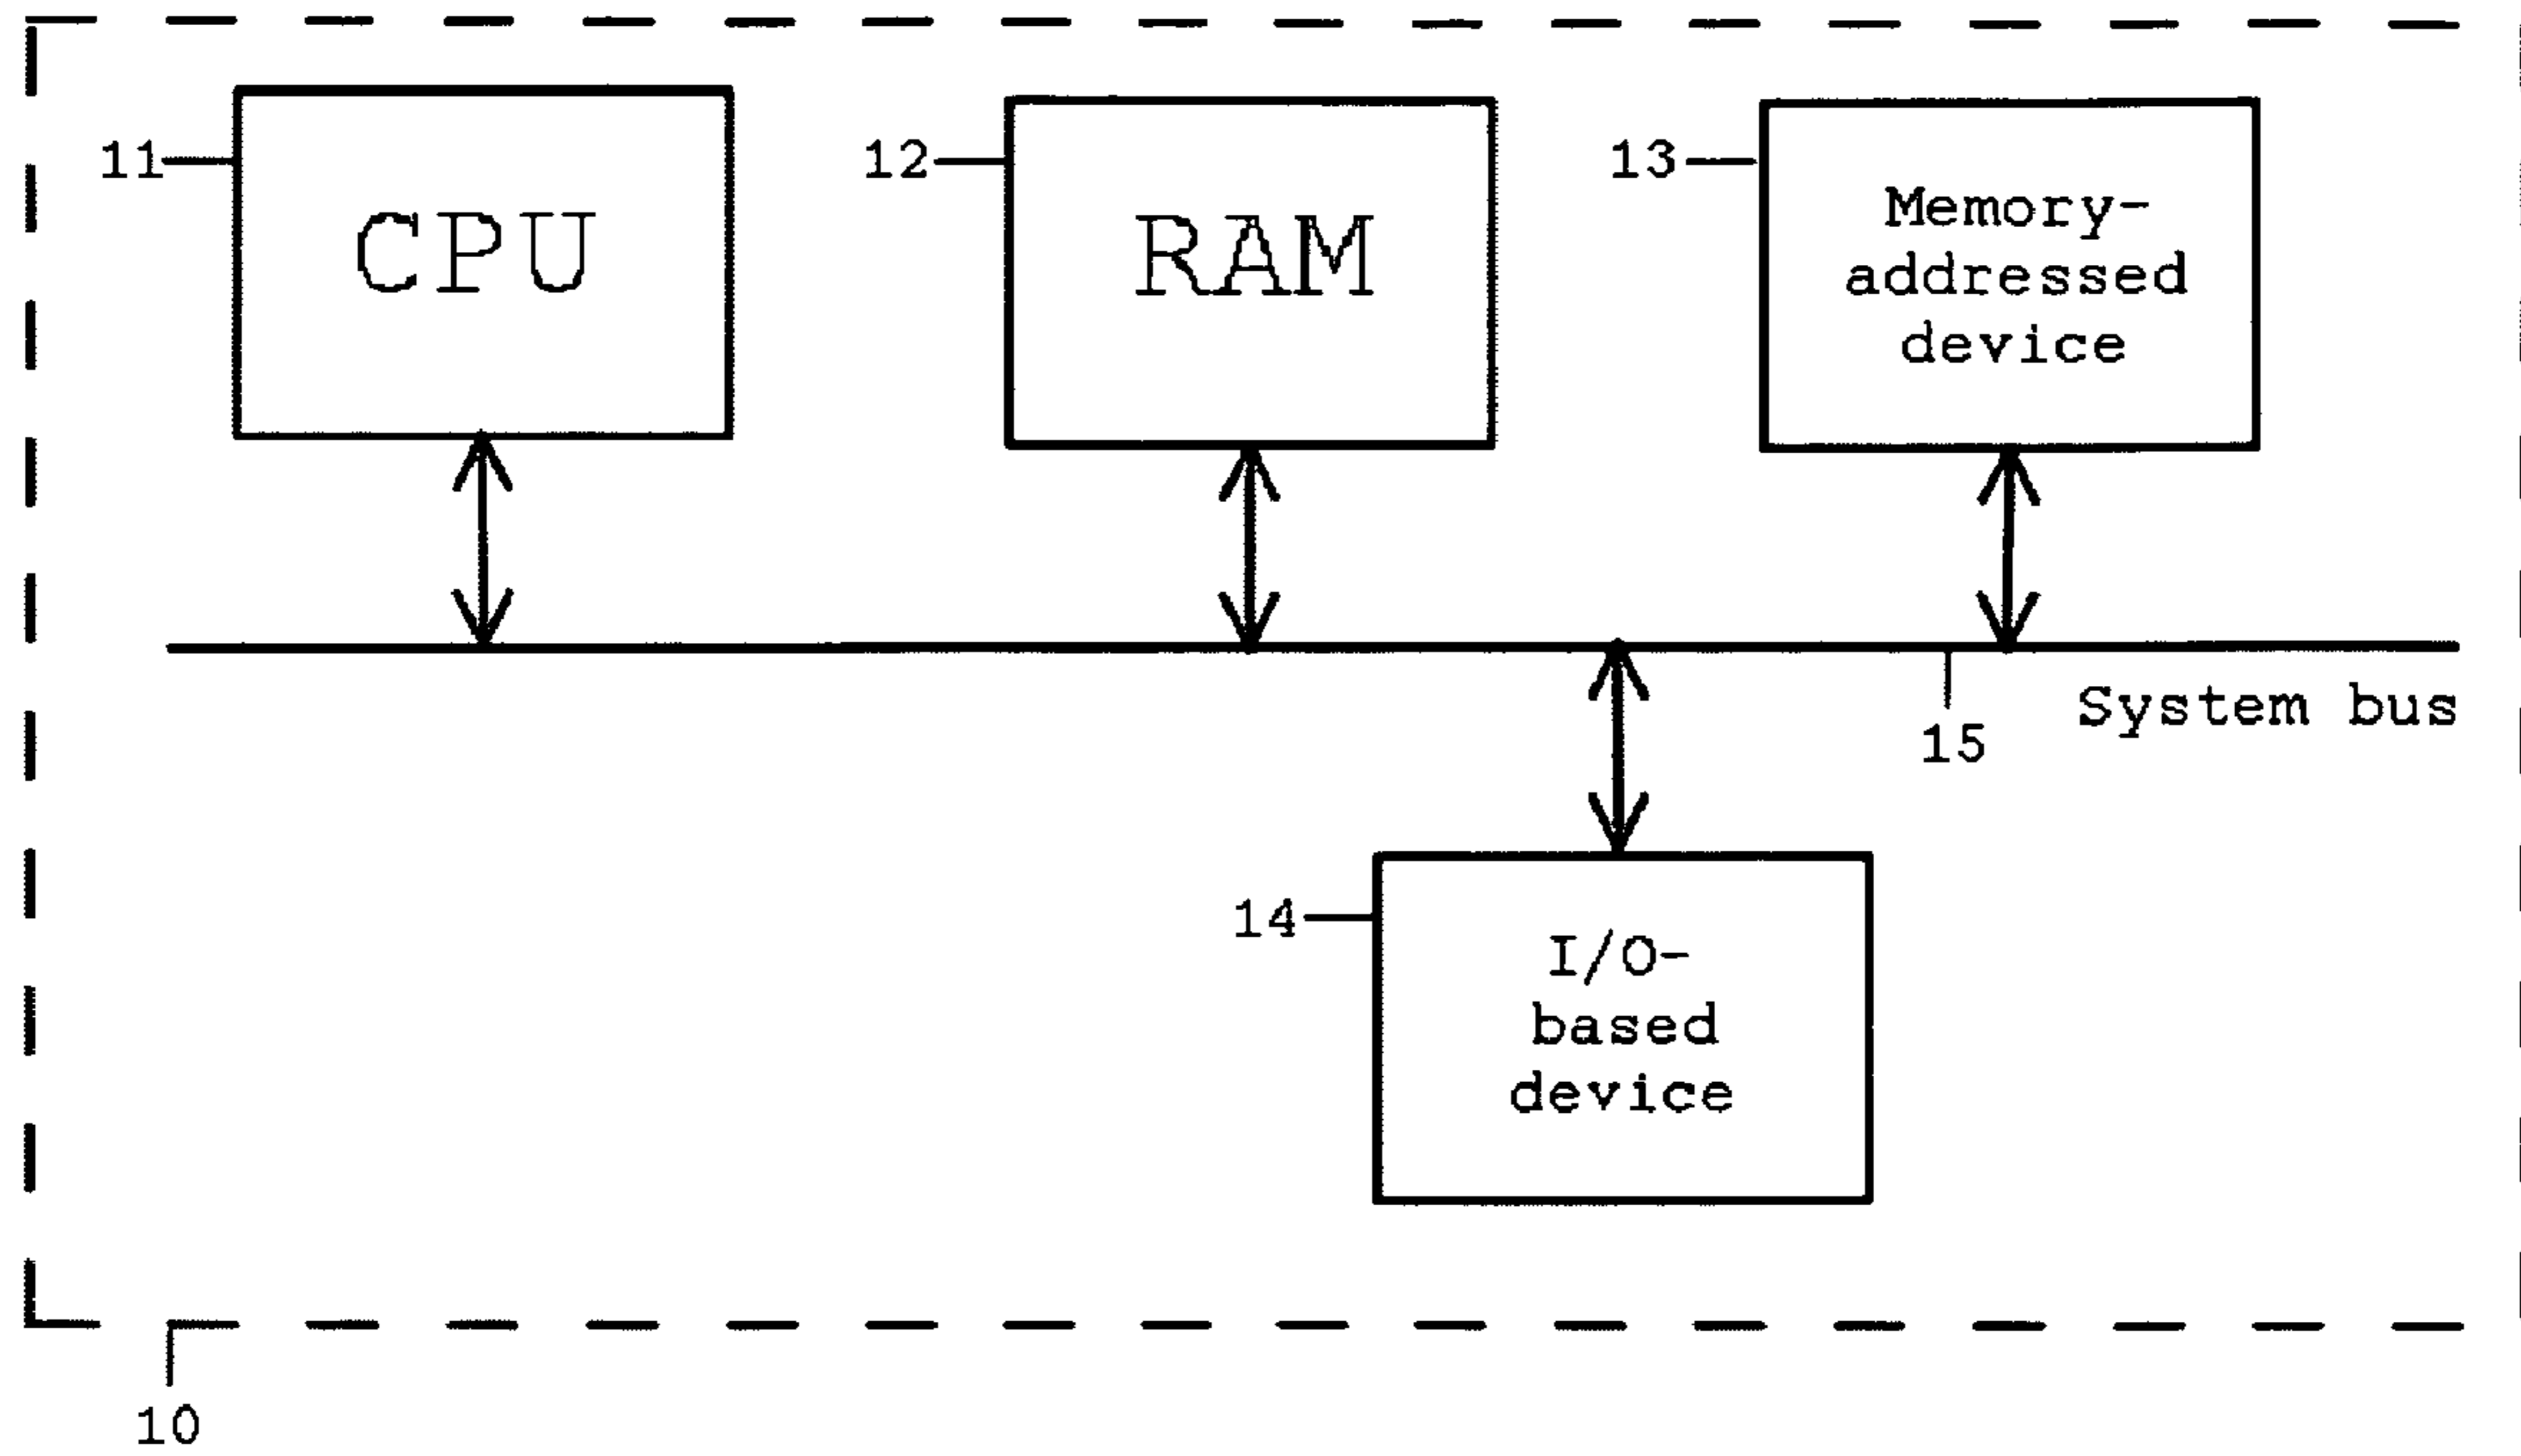 11
CPU
12
RAM
13
Memory-
addressed
device
System bus
15
14
I/O-
based
device
10